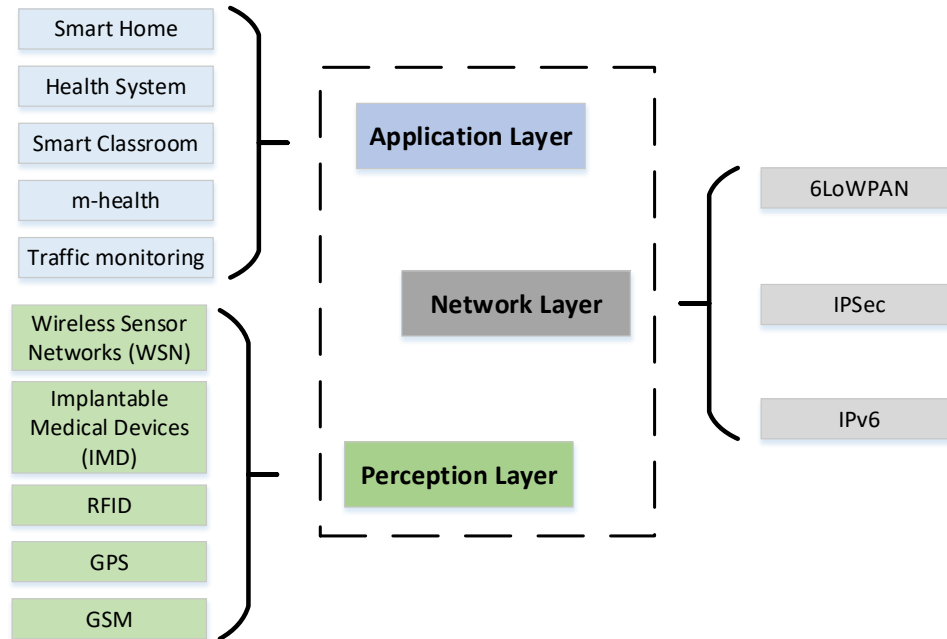 Smart Home
Health System
Smart Classroom
m-health
Traffic monitoring
Wireless Sensor
Networks (WSN)
Implantable
Medical Devices
(IMD)
RFID
GPS
GSM
Application Layer
Network Layer
Perception Layer
6LoWPAN
IPSec
IPv6